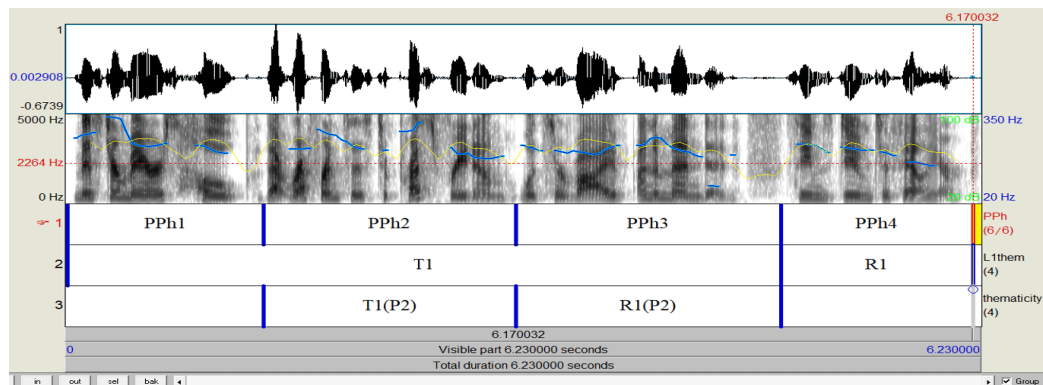 6.170032
1
0.002908
-0.6739
5000 Hz
100 dB 350 Hz
2264 Hz
0 Hz
20 dB 20 Hz
1 PPh1 PPh2 PPh3 PPh4 PPh
(6/6)
2 T1 R1 L1them
(4)
3 T1(P2) R1(P2) thematicity
(4)
6.170032
0 Visible part 6.230000 seconds 6.230000
Total duration 6.230000 seconds
in out sel bak Group